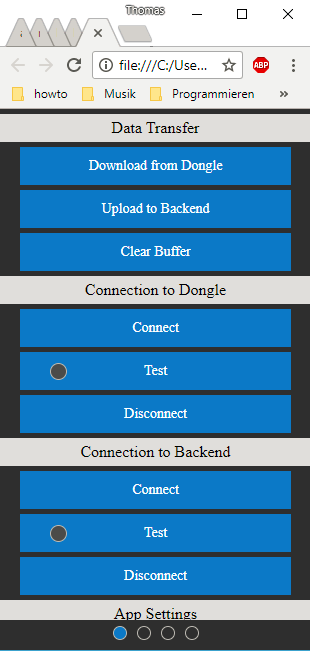 Thomas
file:///C:/Use...
ABP
howto
Musik
Programmieren
»
Data Transfer
Download from Dongle
Upload to Backend
Clear Buffer
Connection to Dongle
Connect
Test
Disconnect
Connection to Backend
Connect
Test
Disconnect
App Settings